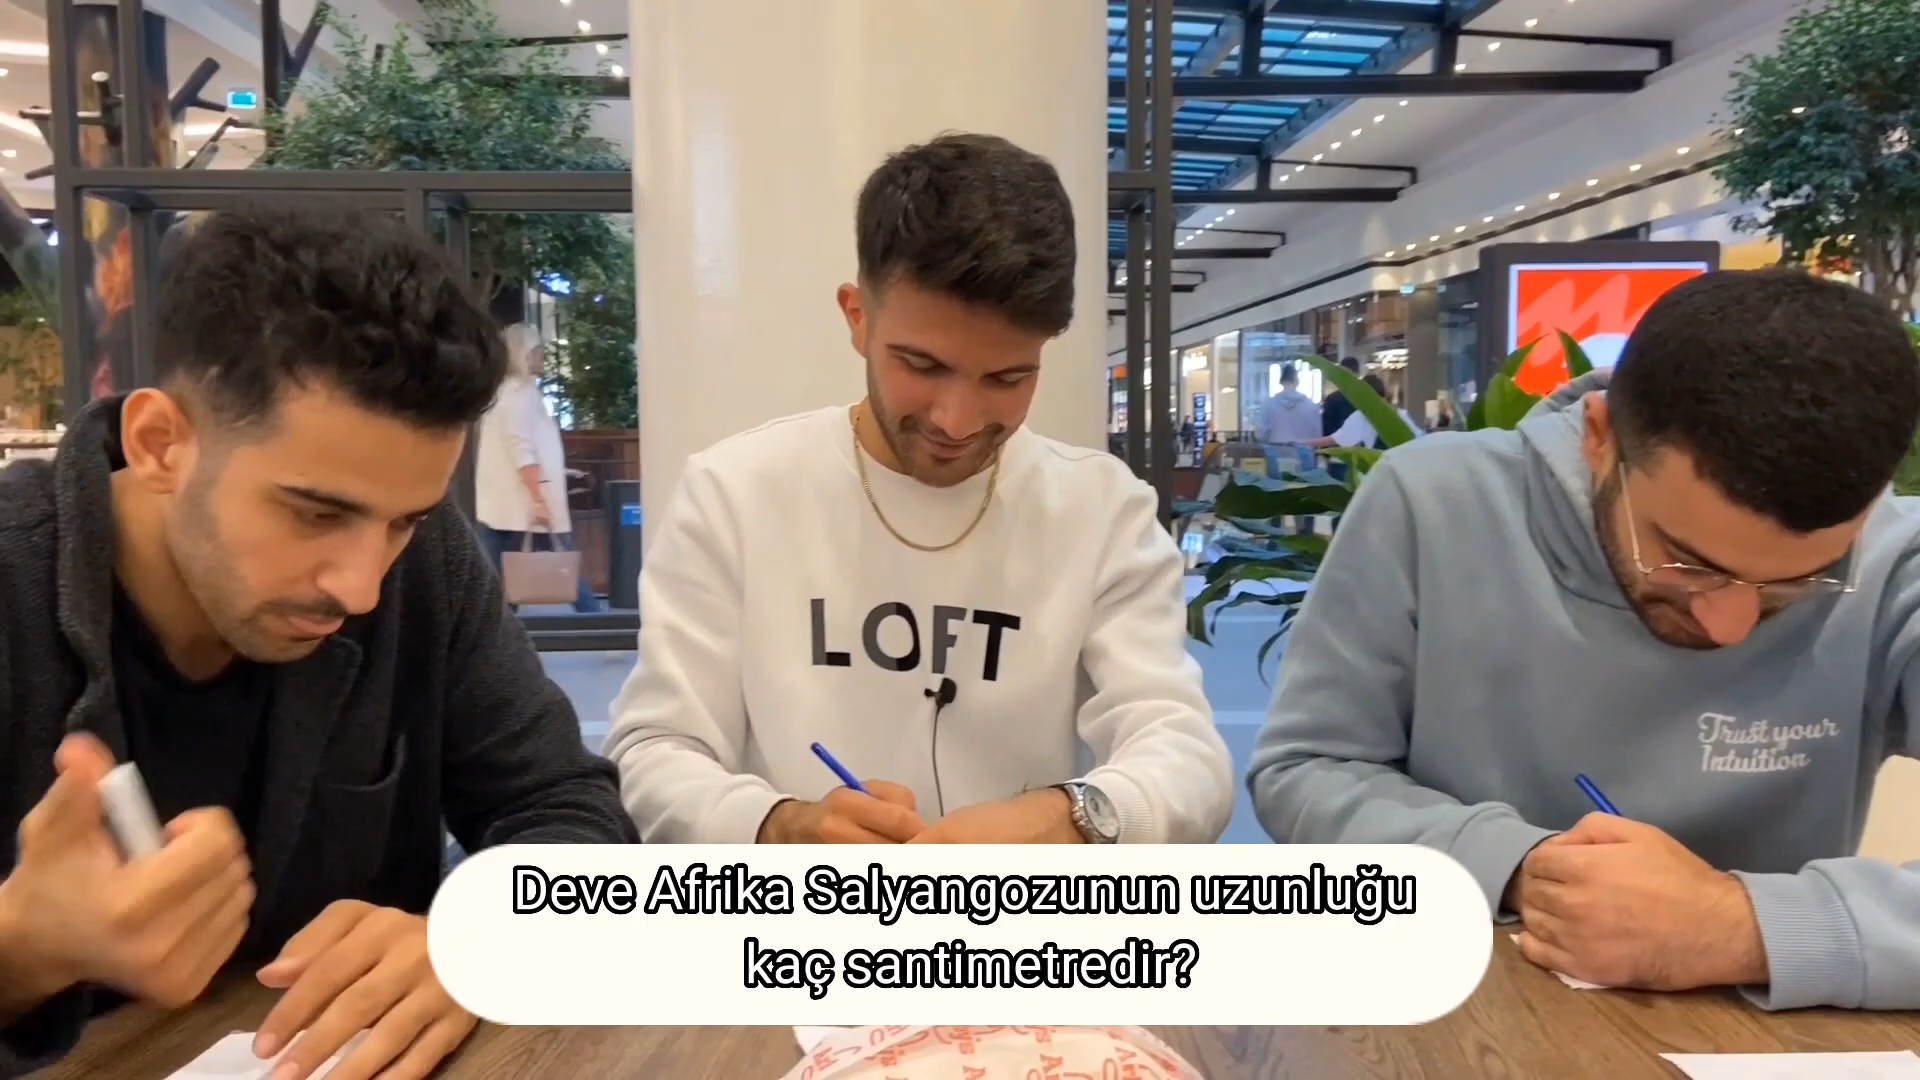 LOFT
Trust your
Intuition
Deve Afrika Salyangozunun uzunluğu
kaç santimetredir?